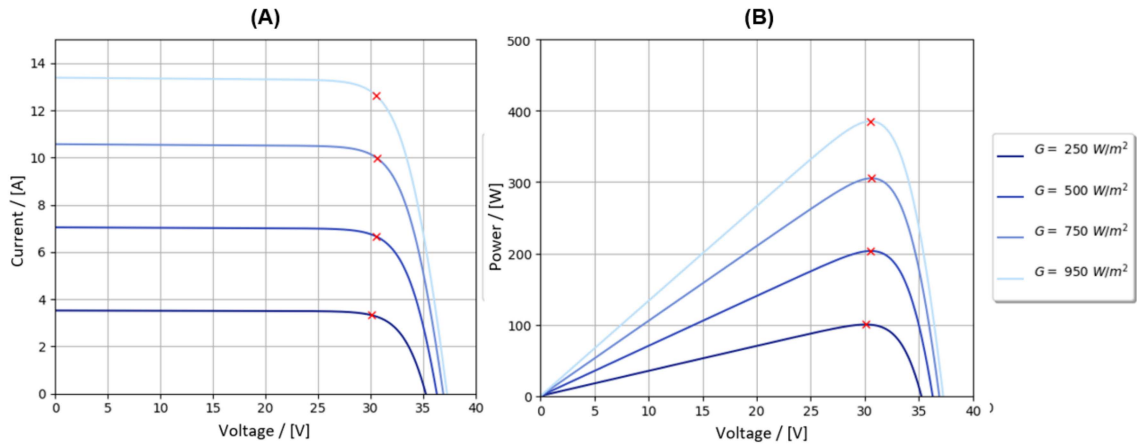 (A)
(B)
14
12
10
8
6
4
2
0
Current / [A]
0 5 10 15 20 25 30 35 40
Voltage / [V]
500
400
300
200
100
0
Power / [W]
0 5 10 15 20 25 30 35 40
Voltage / [V]
G = 250 W/m²
G = 500 W/m²
G = 750 W/m²
G = 950 W/m²